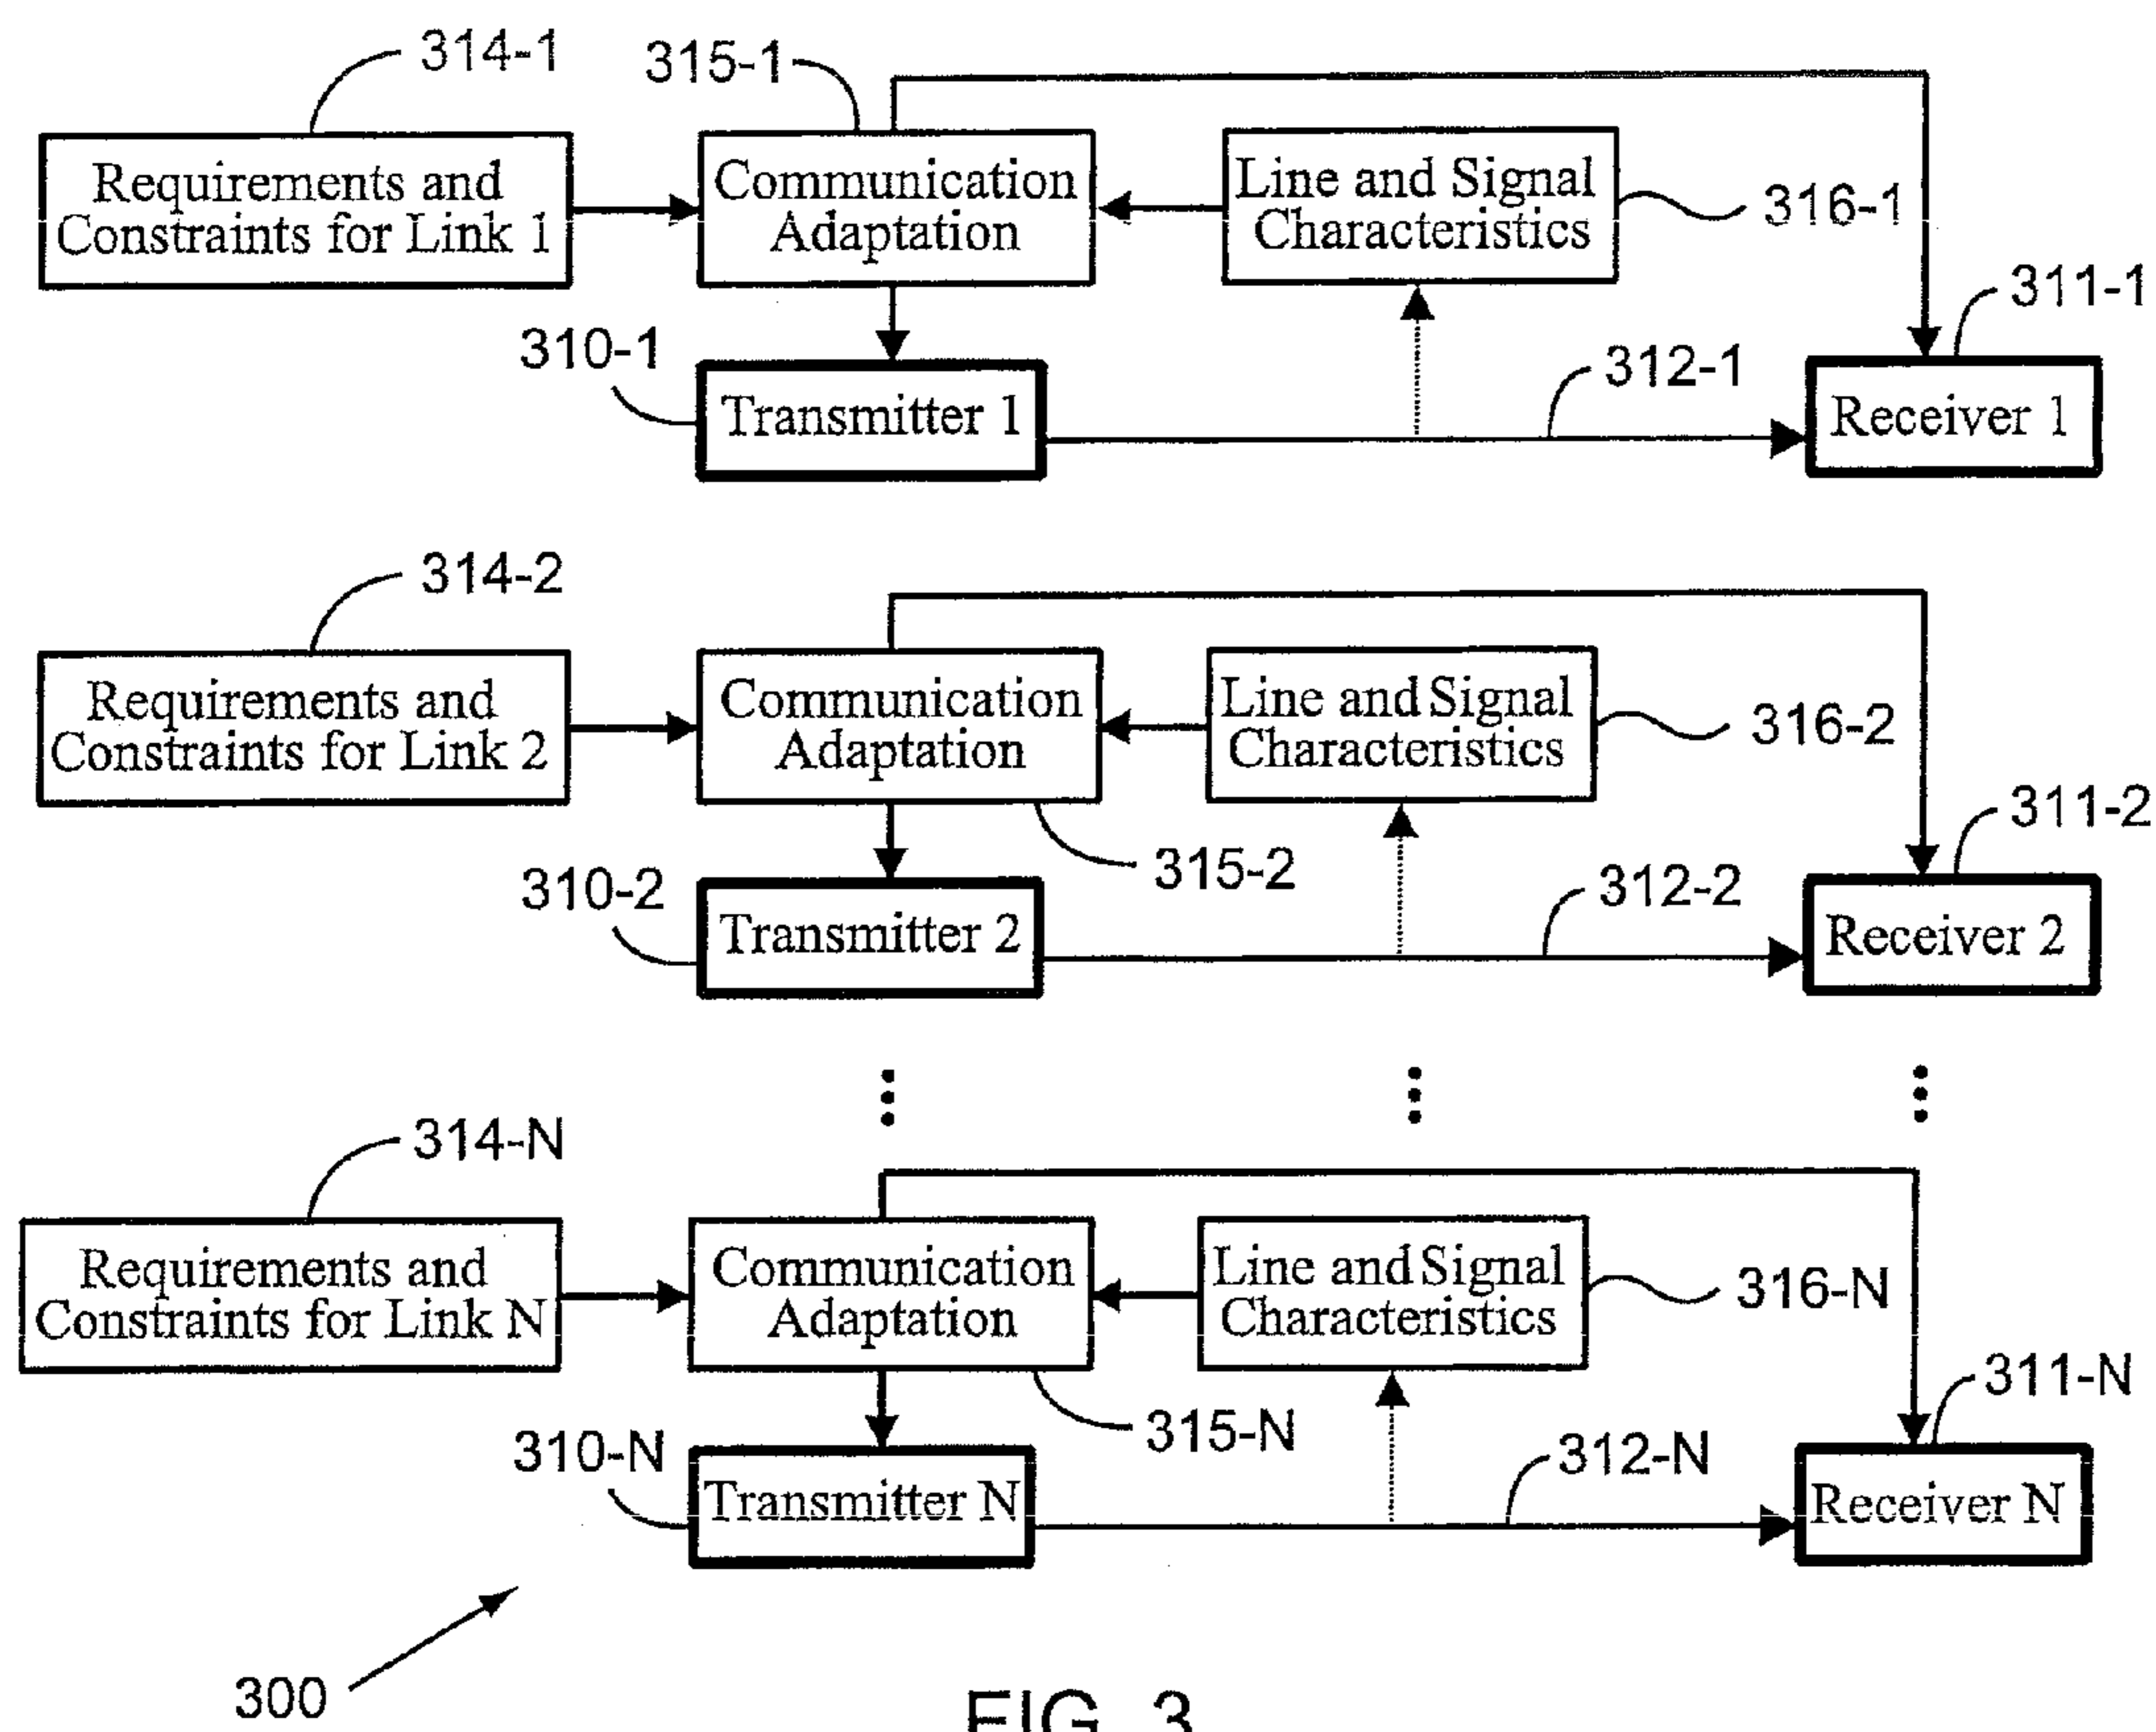 314-1
315-1
Requirements and
Constraints for Link 1
Communication
Adaptation
Line and Signal
Characteristics
316-1
311-1
310-1
312-1
Transmitter 1
Receiver 1
314-2
Requirements and
Constraints for Link 2
Communication
Adaptation
Line and Signal
Characteristics
316-2
311-2
315-2
310-2
312-2
Transmitter 2
Receiver 2
314-N
Requirements and
Constraints for Link N
Communication
Adaptation
Line and Signal
Characteristics
316-N
311-N
315-N
310-N
312-N
Transmitter N
Receiver N
300
FIG. 3